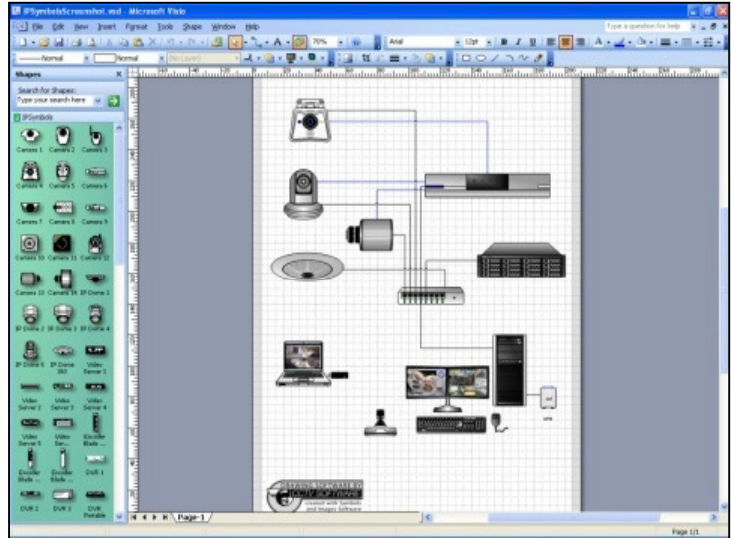 IPSymbolsScreenshot.vsd - Microsoft Visio
File Edit View Insert Format Tools Shape Window Help
Type a question for help
70%
Arial
12pt
Normal
Normal
Shapes
Search for Shapes:
Type your search here
IPSymbols
Camera 1 Camera 2 Camera 3
Camera 4 Camera 5 Camera 6
Camera 7 Camera 8 Camera 9
Camera 10 Camera 11 Camera 12
Camera 13 Camera 14 IP Dome 1
IP Dome 2 IP Dome 3 IP Dome 4
IP Dome 5 IP Dome 360 Video Server 1
Video Server 2 Video Server 3 Video Server 4
Video Server 5 Video Ser... Encoder Blade ...
Encoder Blade ... Encoder Blade ... DVR 1
DVR 2 DVR 3 DVR Portable
DRAWING SOFTWARE BY
CCTV SOFTWARE
created with Symbols
and Images Software
Page-1
Page 1/1